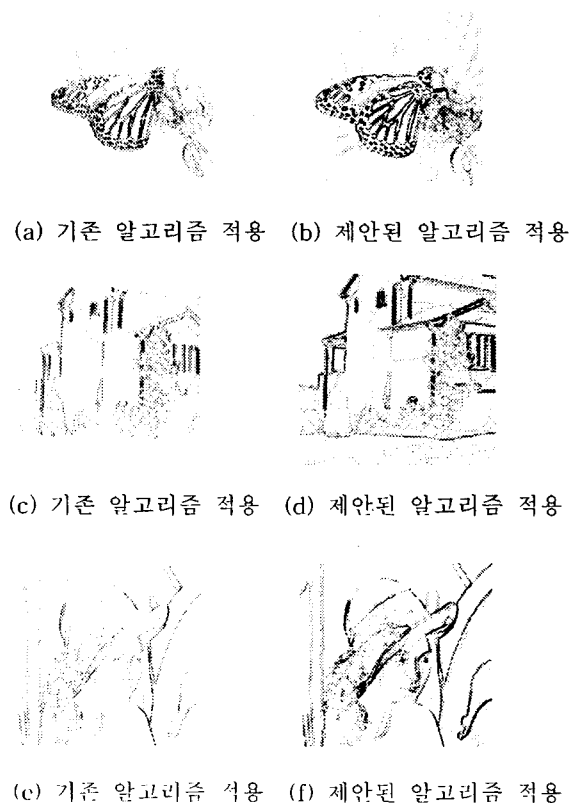 (a) 기존 알고리즘 적용 (b) 제안된 알고리즘 적용
(c) 기존 알고리즘 적용 (d) 제안된 알고리즘 적용
(e) 기존 알고리즘 적용 (f) 제안된 알고리즘 적용